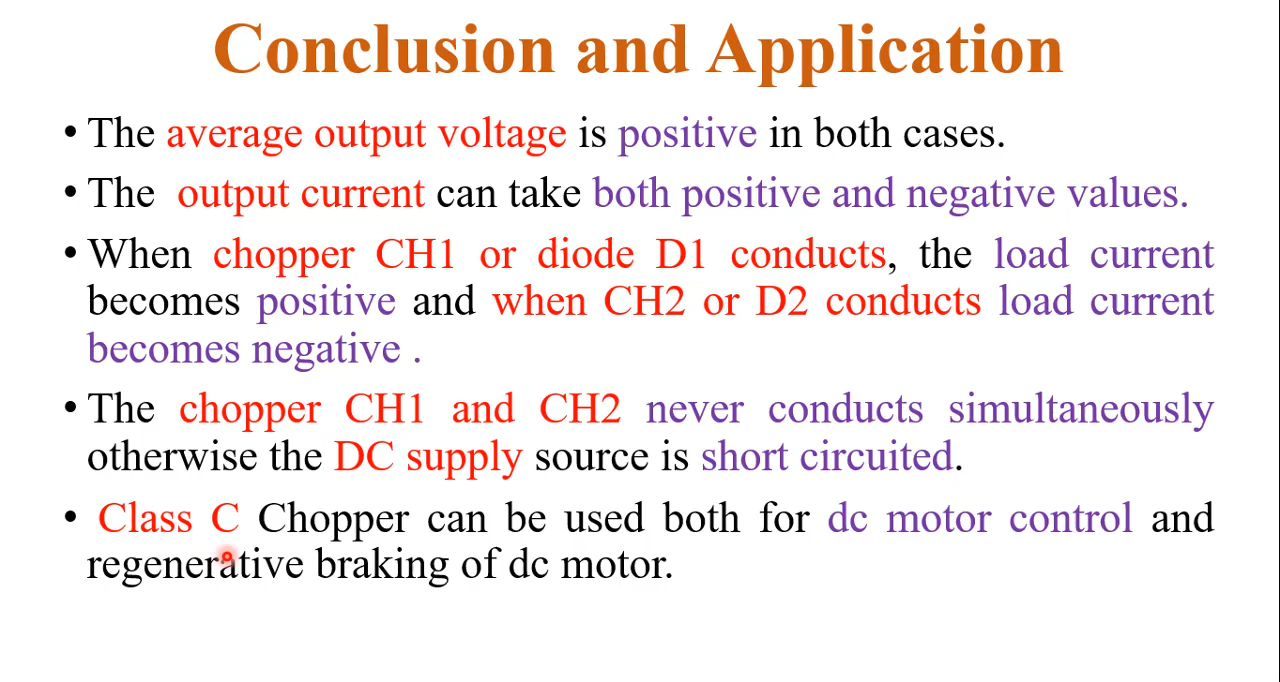 Conclusion and Application
• The average output voltage is positive in both cases.
• The output current can take both positive and negative values.
• When chopper CH1 or diode D1 conducts, the load current
becomes positive and when CH2 or D2 conducts load current
becomes negative .
• The chopper CH1 and CH2 never conducts simultaneously
otherwise the DC supply source is short circuited.
• Class C Chopper can be used both for dc motor control and
regenerative braking of dc motor.